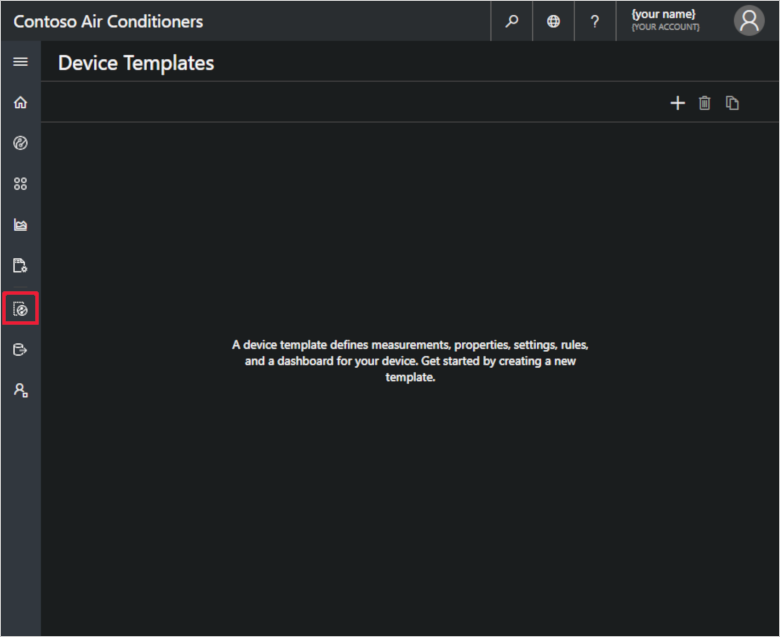 Contoso Air Conditioners
?
{your name}
{YOUR ACCOUNT}
Device Templates
A device template defines measurements, properties, settings, rules,
and a dashboard for your device. Get started by creating a new
template.